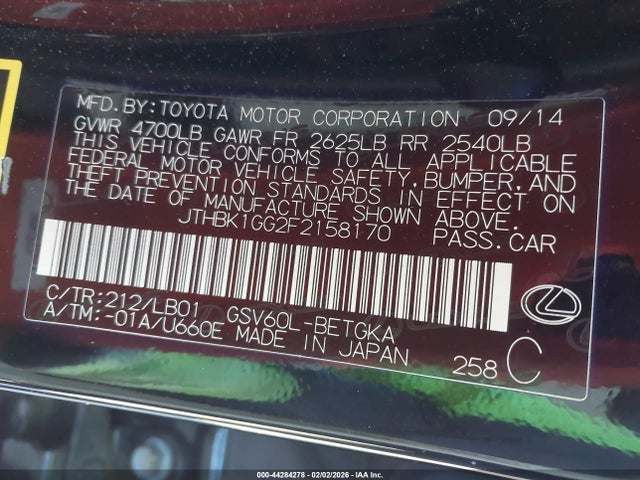 MFD.BY:TOYOTA MOTOR CORPORATION 09/14
GVWR 4700LB GAWR FR 2625LB RR 2540LB
THIS VEHICLE CONFORMS TO ALL APPLICABLE
FEDERAL MOTOR VEHICLE SAFETY,BUMPER,AND
THEFT PREVENTION STANDARDS IN EFFECT ON
THE DATE OF MANUFACTURE SHOWN ABOVE.
JTHBK1GG2F2158170 PASS.CAR
C/TR:212/LB01 GSV60L-BETGKA
A/TM:-01A/U660E MADE IN JAPAN
258 C
000-44284278 - 02/02/2026 - IAA Inc.